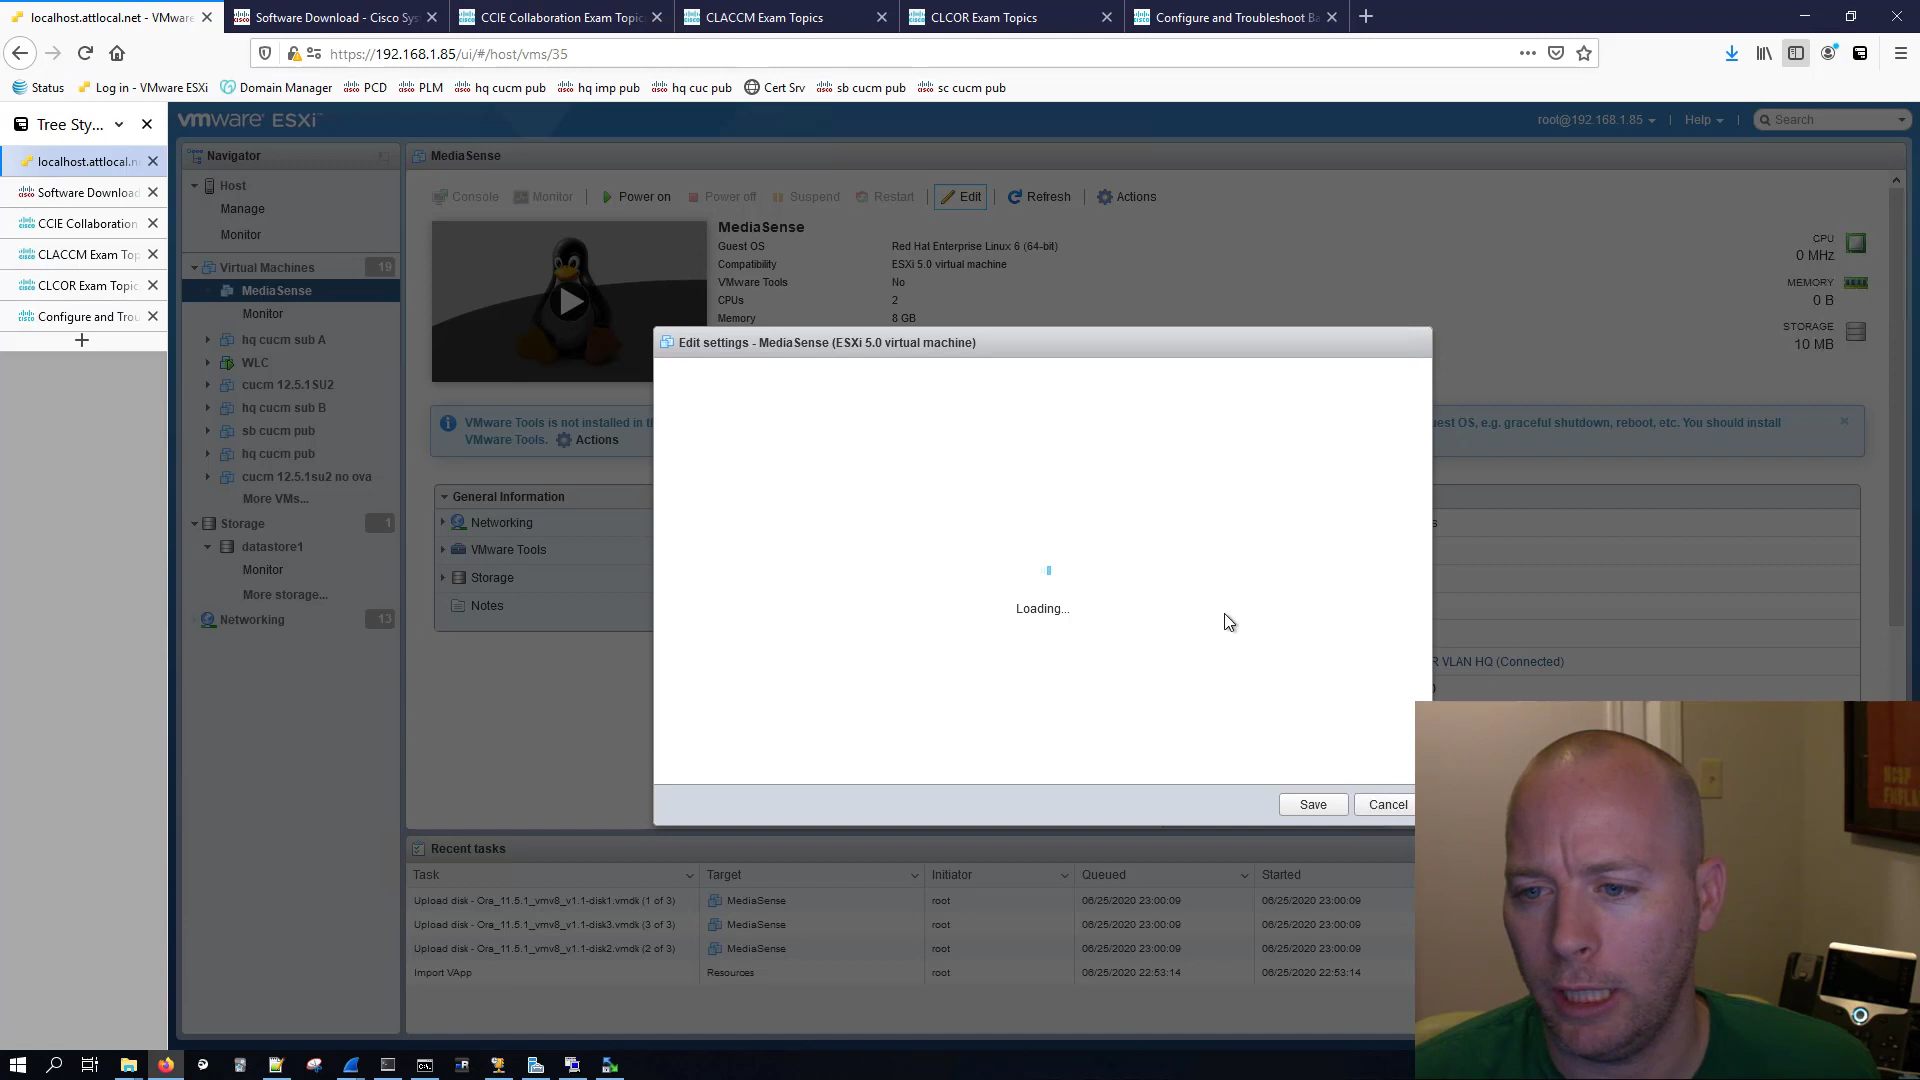 localhost.attlocal.net - VMware
Software Download - Cisco Sys
CCIE Collaboration Exam Topic
CLACCM Exam Topics
CLCOR Exam Topics
Configure and Troubleshoot Ba
https://192.168.1.85/ui/#/host/vms/35
Status
Log in - VMware ESXi
Domain Manager
PCD
PLM
hq cucm pub
hq imp pub
hq cuc pub
Cert Srv
sb cucm pub
sc cucm pub
Tree Sty...
localhost.attlocal.n
Software Download
CCIE Collaboration
CLACCM Exam Top
CLCOR Exam Topic
Configure and Trou
vmware ESXi
root@192.168.1.85
Help
Search
Navigator
Host
Manage
Monitor
Virtual Machines 19
MediaSense
Monitor
hq cucm sub A
WLC
cucm 12.5.1SU2
hq cucm sub B
sb cucm pub
hq cucm pub
cucm 12.5.1su2 no ova
More VMs...
Storage 1
datastore1
Monitor
More storage...
Networking 13
MediaSense
Console
Monitor
Power on
Power off
Suspend
Restart
Edit
Refresh
Actions
MediaSense
Guest OS Red Hat Enterprise Linux 6 (64-bit)
Compatibility ESXi 5.0 virtual machine
VMware Tools No
CPUs 2
Memory 8 GB
CPU
0 MHz
MEMORY
0 B
STORAGE
10 MB
VMware Tools is not installed in th
uest OS, e.g. graceful shutdown, reboot, etc. You should install
VMware Tools. Actions
General Information
Networking
VMware Tools
Storage
Notes
s
R VLAN HQ (Connected)
)
Edit settings - MediaSense (ESXi 5.0 virtual machine)
Loading...
Save
Cancel
Recent tasks
Task Target Initiator Queued Started
Upload disk - Ora_11.5.1_vmv8_v1.1-disk1.vmdk (1 of 3) MediaSense root 06/25/2020 23:00:09 06/25/2020 23:00:09
Upload disk - Ora_11.5.1_vmv8_v1.1-disk3.vmdk (3 of 3) MediaSense root 06/25/2020 23:00:09 06/25/2020 23:00:09
Upload disk - Ora_11.5.1_vmv8_v1.1-disk2.vmdk (2 of 3) MediaSense root 06/25/2020 23:00:09 06/25/2020 23:00:09
Import VApp Resources root 06/25/2020 22:53:14 06/25/2020 22:53:14